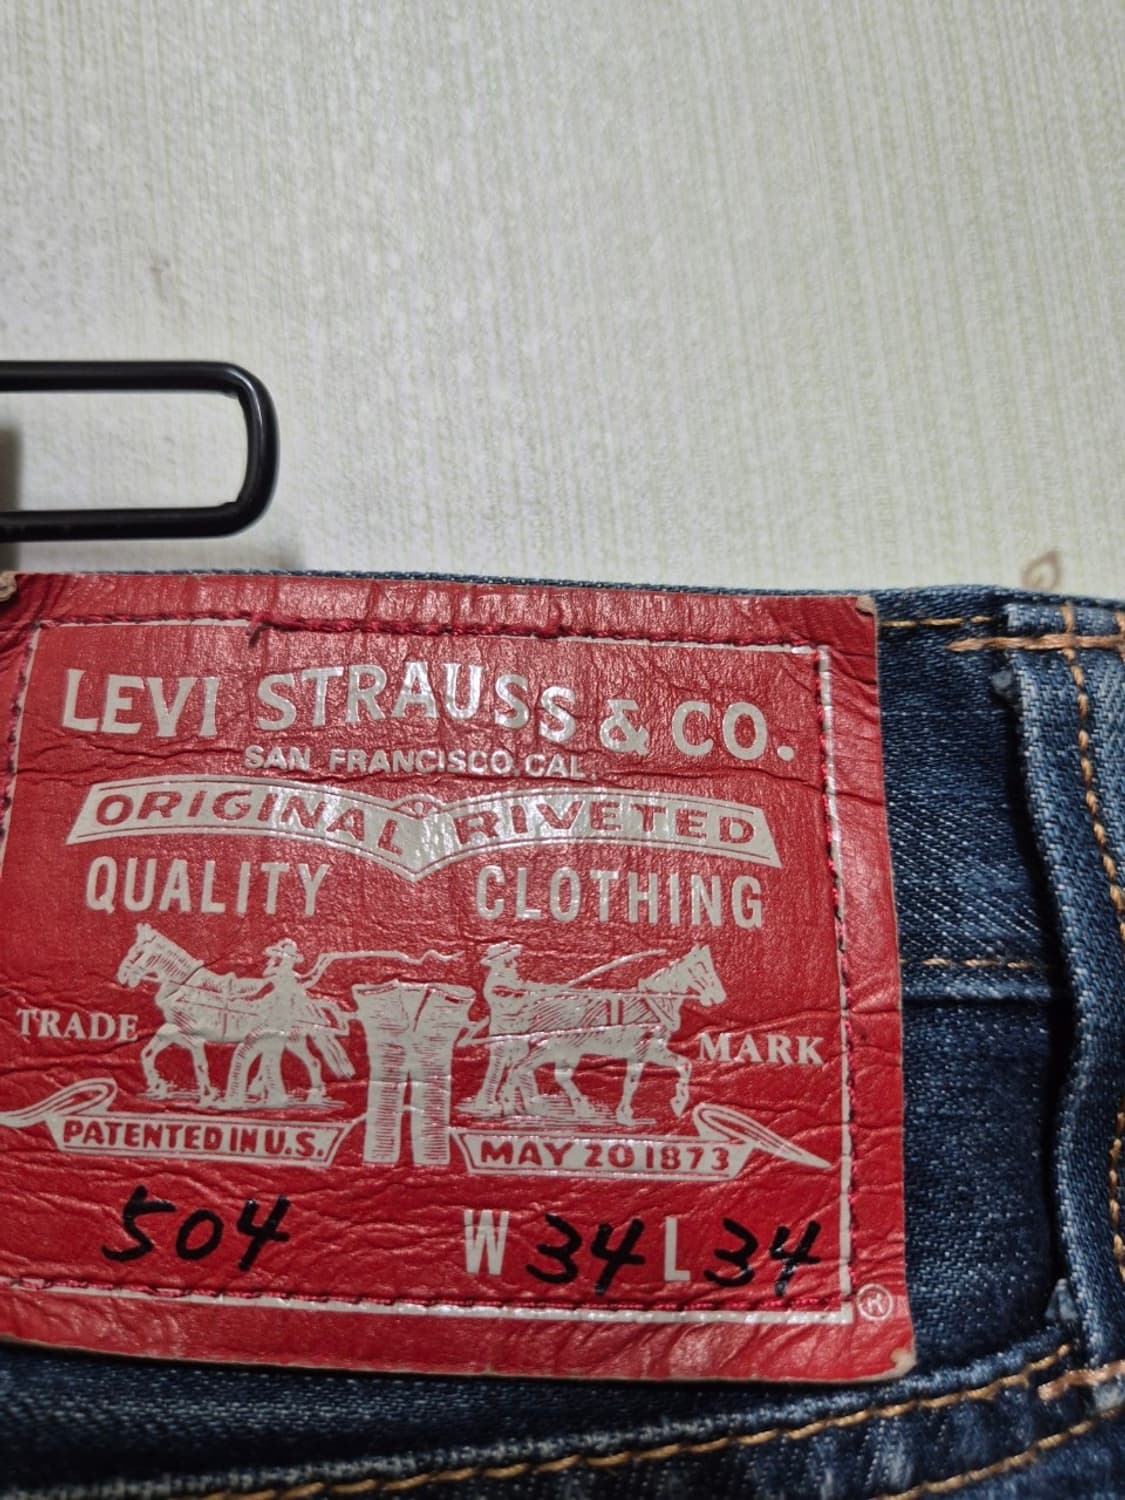 LEVI STRAUSS & CO.
SAN FRANCISCO, CAL.
ORIGINAL RIVETED
QUALITY CLOTHING
TRADE MARK
PATENTED IN U.S. MAY 20 1873
504 W 34 L 34
®